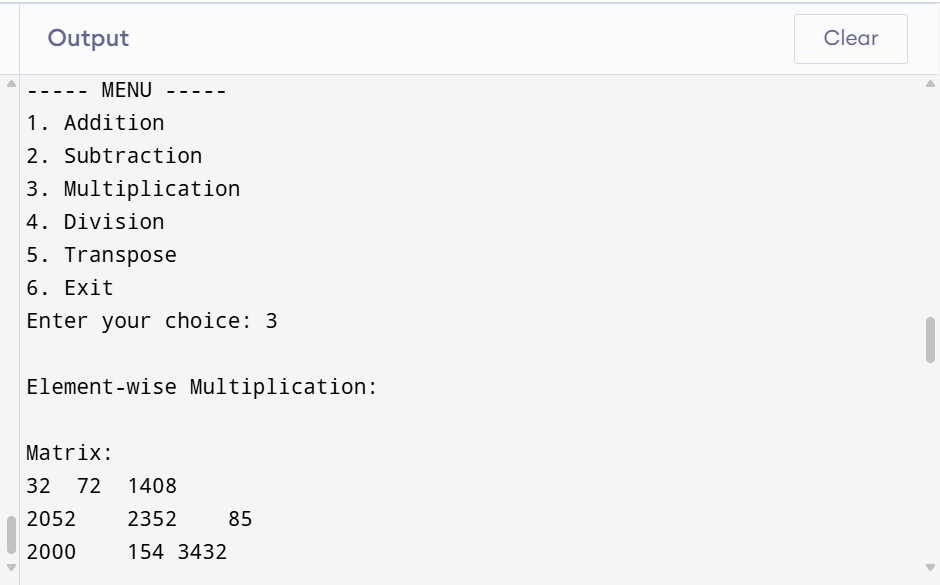 Output
Clear
----- MENU -----
1. Addition
2. Subtraction
3. Multiplication
4. Division
5. Transpose
6. Exit
Enter your choice: 3
Element-wise Multiplication:
Matrix:
32  72  1408
2052    2352    85
2000    154 3432